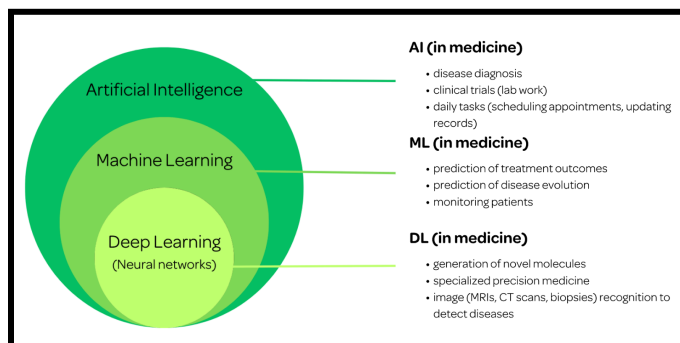 Artificial Intelligence
Machine Learning
Deep Learning
(Neural networks)
AI (in medicine)
• disease diagnosis
• clinical trials (lab work)
• daily tasks (scheduling appointments, updating
records)
ML (in medicine)
• prediction of treatment outcomes
• prediction of disease evolution
• monitoring patients
DL (in medicine)
• generation of novel molecules
• specialized precision medicine
• image (MRIs, CT scans, biopsies) recognition to
detect diseases